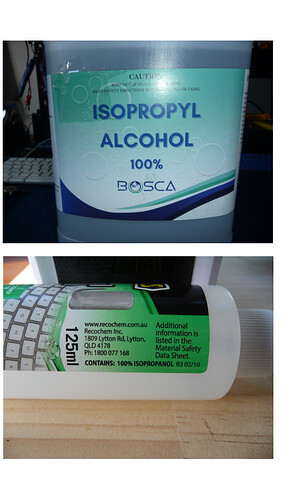 CAUTION
ISOPROPYL
ALCOHOL
100%
BOSCA
125ml
www.recochem.com.au
Recochem Inc.
1809 Lytton Rd, Lytton,
QLD 4178
Ph: 1800 077 168
CONTAINS: 100% ISOPROPANOL R3 02/10
Additional
information is
listed in the
Material Safety
Data Sheet.